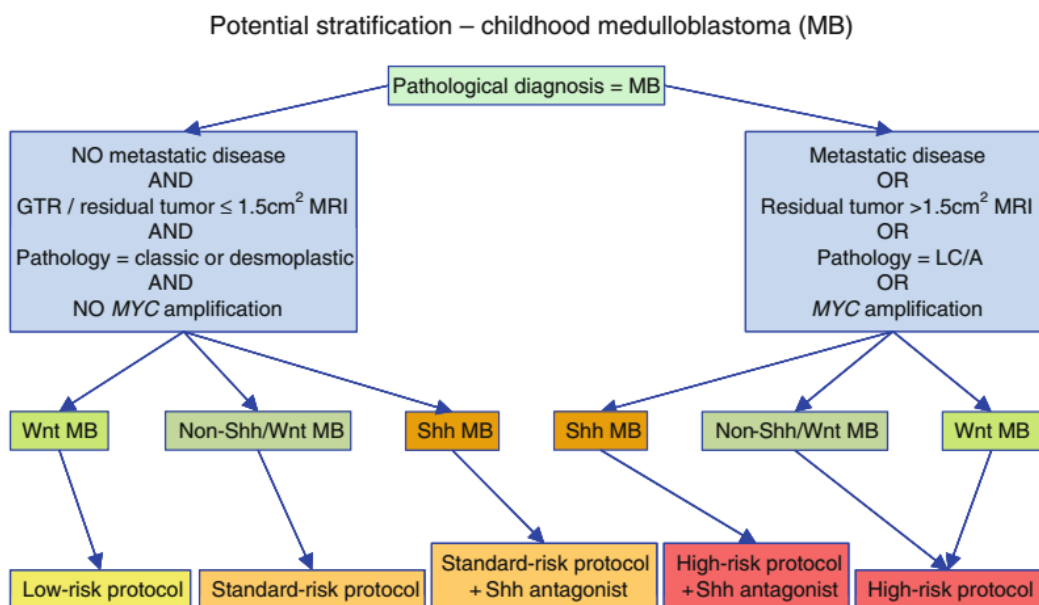 Potential stratification – childhood medulloblastoma (MB)
Pathological diagnosis = MB
NO metastatic disease
AND
GTR / residual tumor ≤ 1.5cm² MRI
AND
Pathology = classic or desmoplastic
AND
NO MYC amplification
Metastatic disease
OR
Residual tumor >1.5cm² MRI
OR
Pathology = LC/A
OR
MYC amplification
Wnt MB
Non-Shh/Wnt MB
Shh MB
Shh MB
Non-Shh/Wnt MB
Wnt MB
Low-risk protocol
Standard-risk protocol
Standard-risk protocol
+ Shh antagonist
High-risk protocol
+ Shh antagonist
High-risk protocol